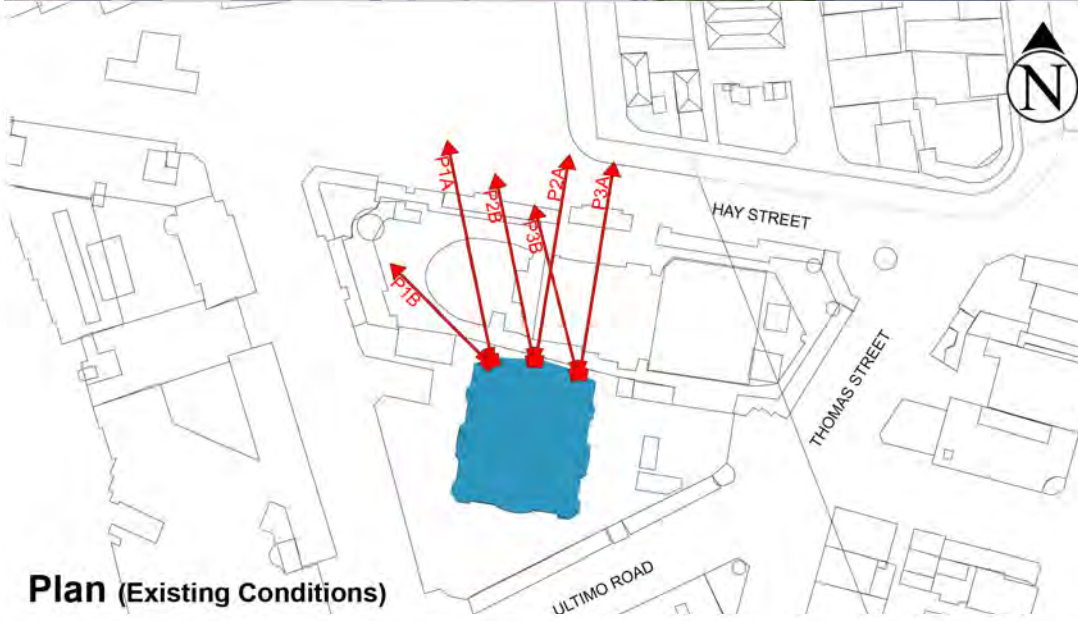 N
P1A
P2B
P2A
P3A
P3B
P1B
HAY STREET
THOMAS STREET
ULTIMO ROAD
Plan (Existing Conditions)